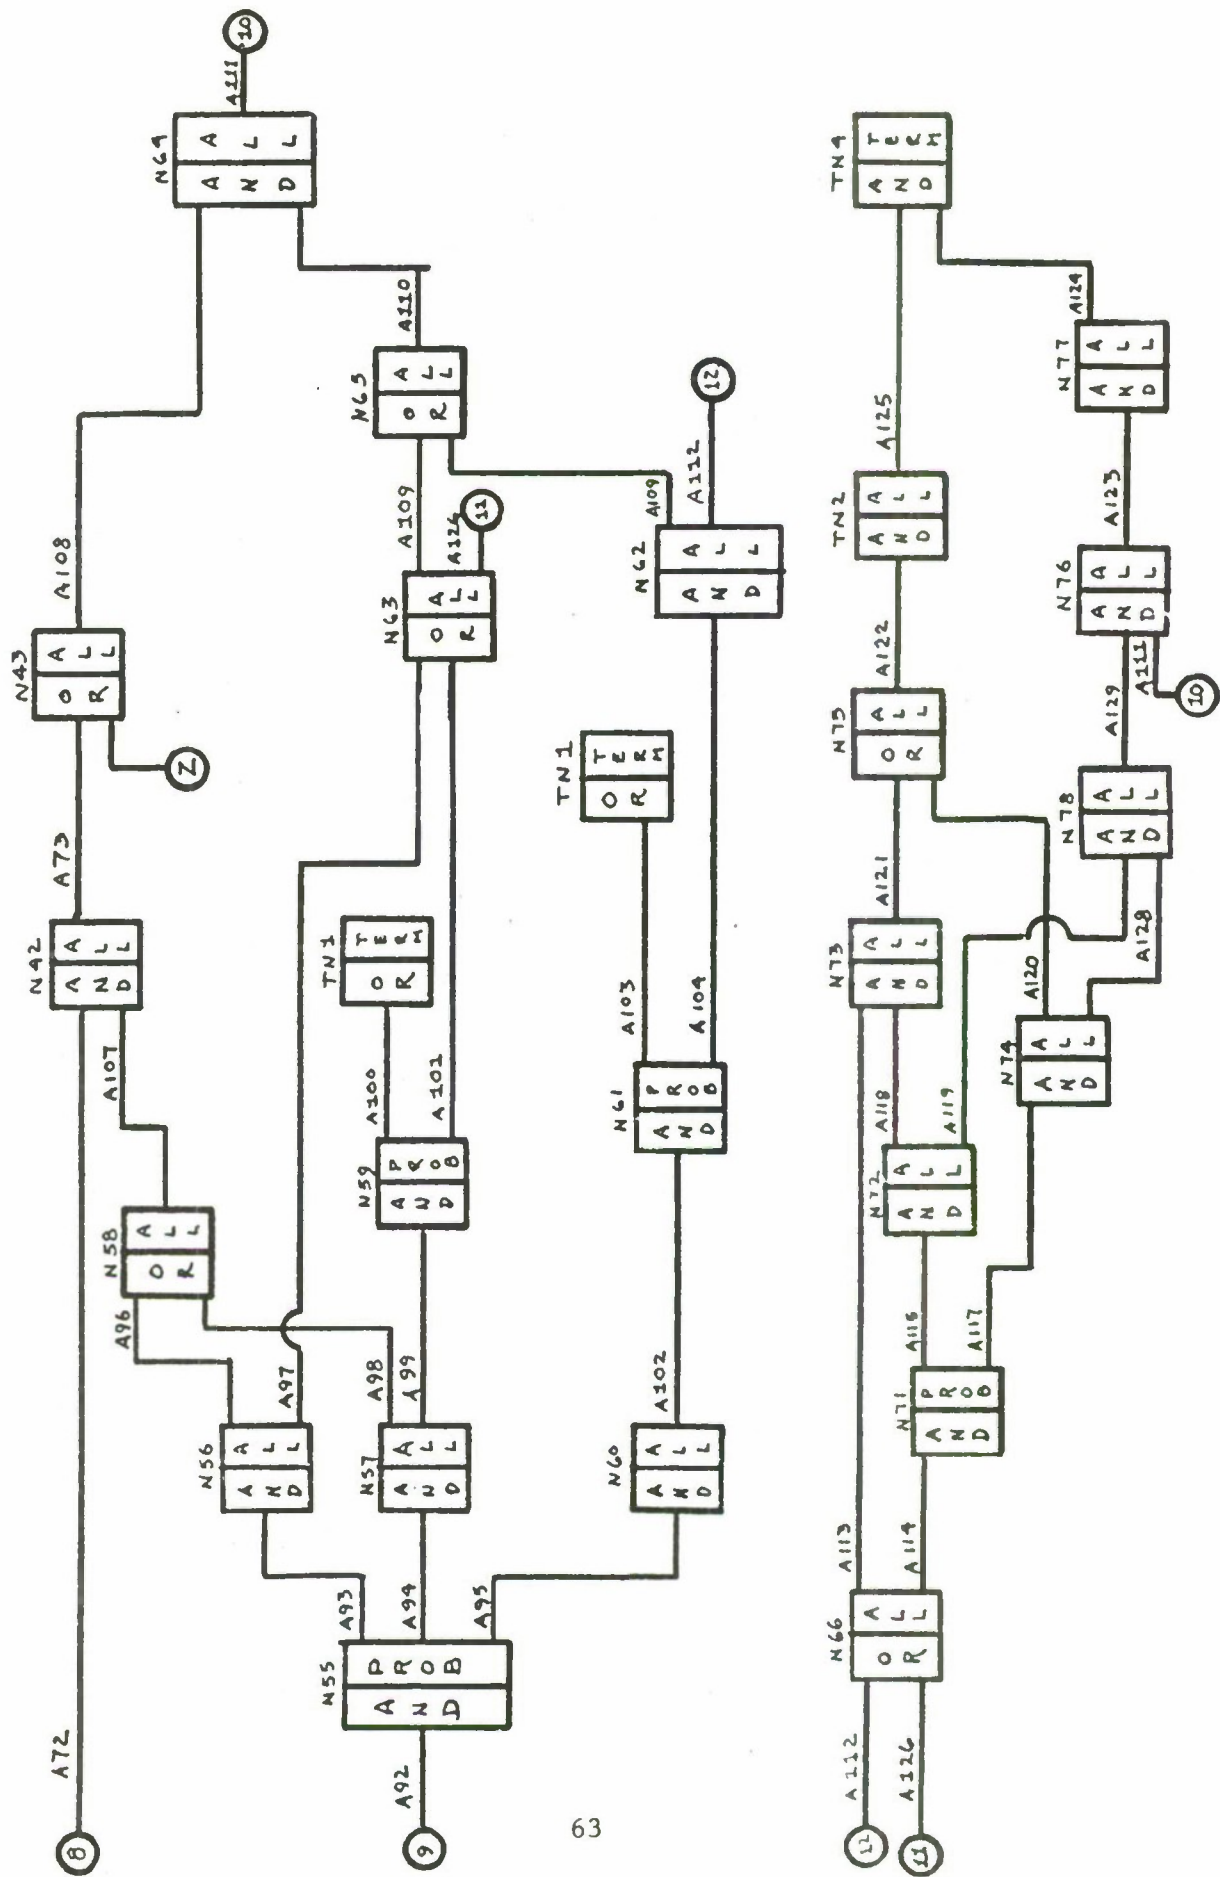 8
A72
N42
AND
ALL
A73
N43
OR
ALL
Z
A108
N64
AND
ALL
A111
10
A107
N58
OR
ALL
A96
A98
9
A92
N55
AND
PROB
A93
A94
A95
N56
AND
ALL
A97
N57
AND
ALL
A99
N59
AND
PROB
A100
A101
TN1
OR
TERM
N63
OR
ALL
A109
A126
11
N65
OR
ALL
A110
N60
AND
ALL
A102
N61
AND
PROB
A103
A104
TN1
OR
TERM
N62
AND
ALL
A109
A112
12
63
12
A112
11
A126
N66
OR
ALL
A113
A114
N71
AND
PROB
A116
A117
N72
AND
ALL
A118
A119
N73
AND
ALL
A121
N74
AND
ALL
A120
A128
N75
OR
ALL
A122
TN2
AND
ALL
A125
TN4
AND
TERM
N78
AND
ALL
A129
A111
10
N76
AND
ALL
A123
N77
AND
ALL
A124